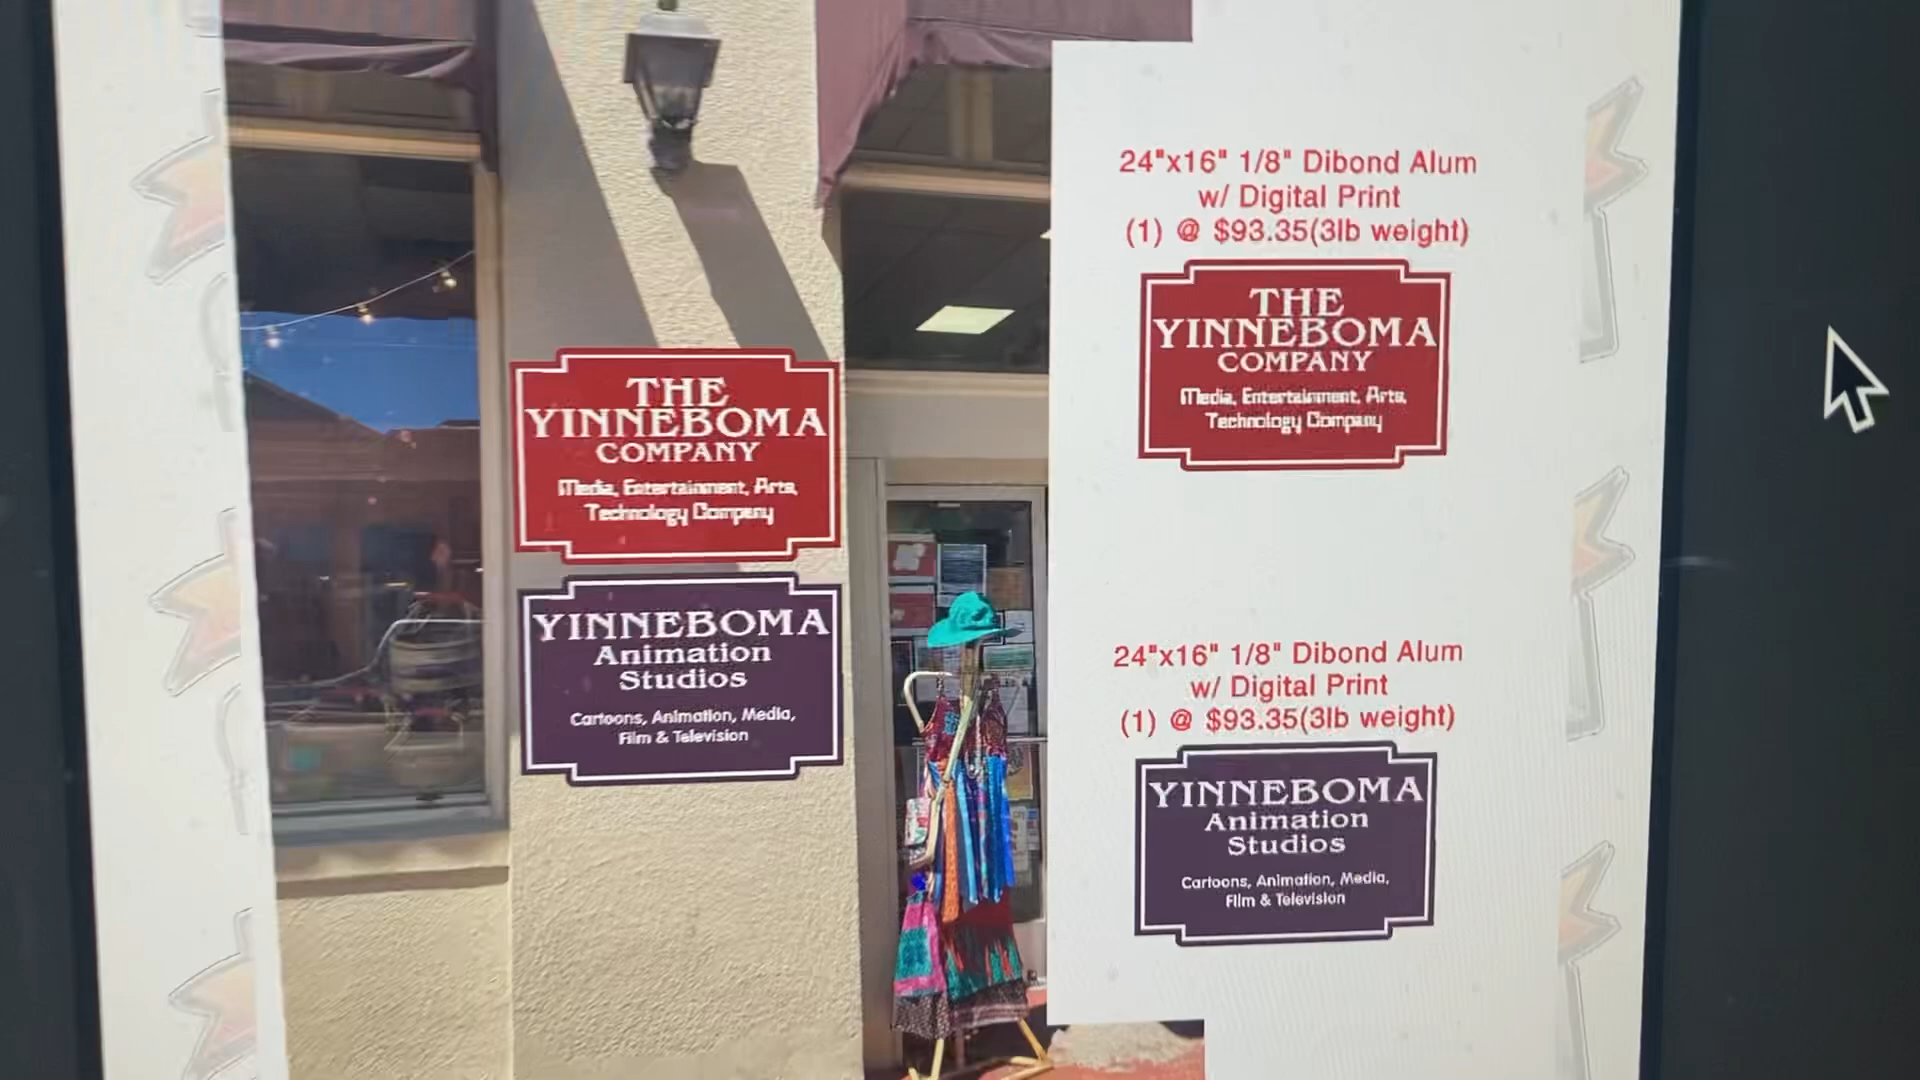 THE
YINNEBOMA
COMPANY
Media, Entertainment, Arts,
Technology Company
YINNEBOMA
Animation
Studios
Cartoons, Animation, Media,
Film & Television
24"x16" 1/8" Dibond Alum
w/ Digital Print
(1) @ $93.35(3lb weight)
THE
YINNEBOMA
COMPANY
Media, Entertainment, Arts,
Technology Company
24"x16" 1/8" Dibond Alum
w/ Digital Print
(1) @ $93.35(3lb weight)
YINNEBOMA
Animation
Studios
Cartoons, Animation, Media,
Film & Television